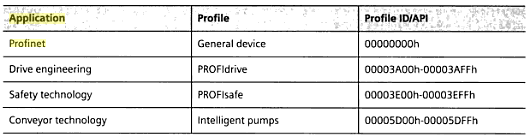 Application Profile Profile ID/API
Profinet General device 00000000h
Drive engineering PROFIdrive 00003A00h-00003AFFh
Safety technology PROFIsafe 00003E00h-00003EFFh
Conveyor technology Intelligent pumps 00005D00h-00005DFFh